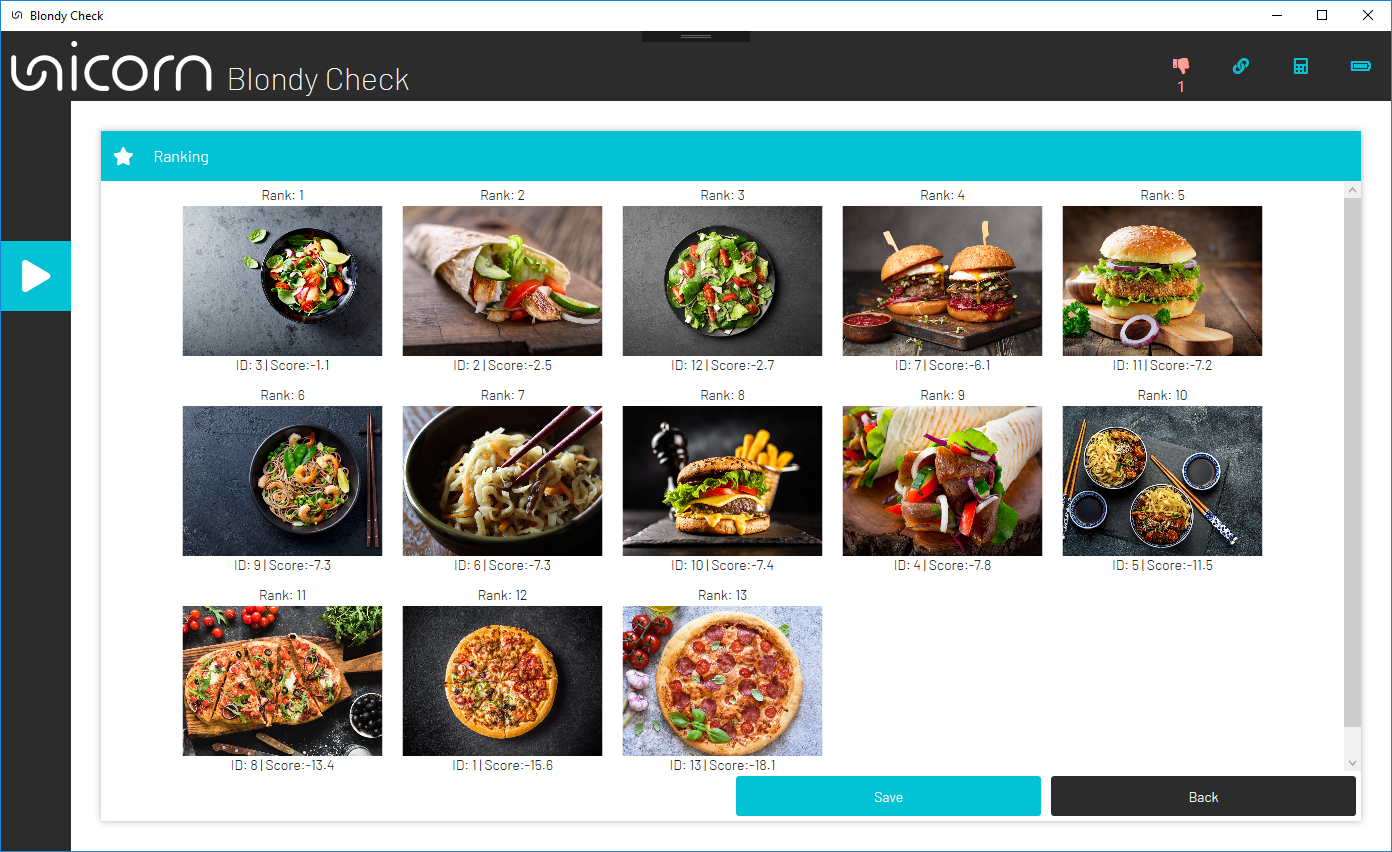 Blondy Check
unicorn Blondy Check
1
Ranking
Rank: 1
Rank: 2
Rank: 3
Rank: 4
Rank: 5
ID: 3 | Score:-1.1
ID: 2 | Score:-2.5
ID: 12 | Score:-2.7
ID: 7 | Score:-6.1
ID: 11 | Score:-7.2
Rank: 6
Rank: 7
Rank: 8
Rank: 9
Rank: 10
ID: 9 | Score:-7.3
ID: 6 | Score:-7.3
ID: 10 | Score:-7.4
ID: 4 | Score:-7.8
ID: 5 | Score:-11.5
Rank: 11
Rank: 12
Rank: 13
ID: 8 | Score:-13.4
ID: 1 | Score:-15.6
ID: 13 | Score:-18.1
Save
Back